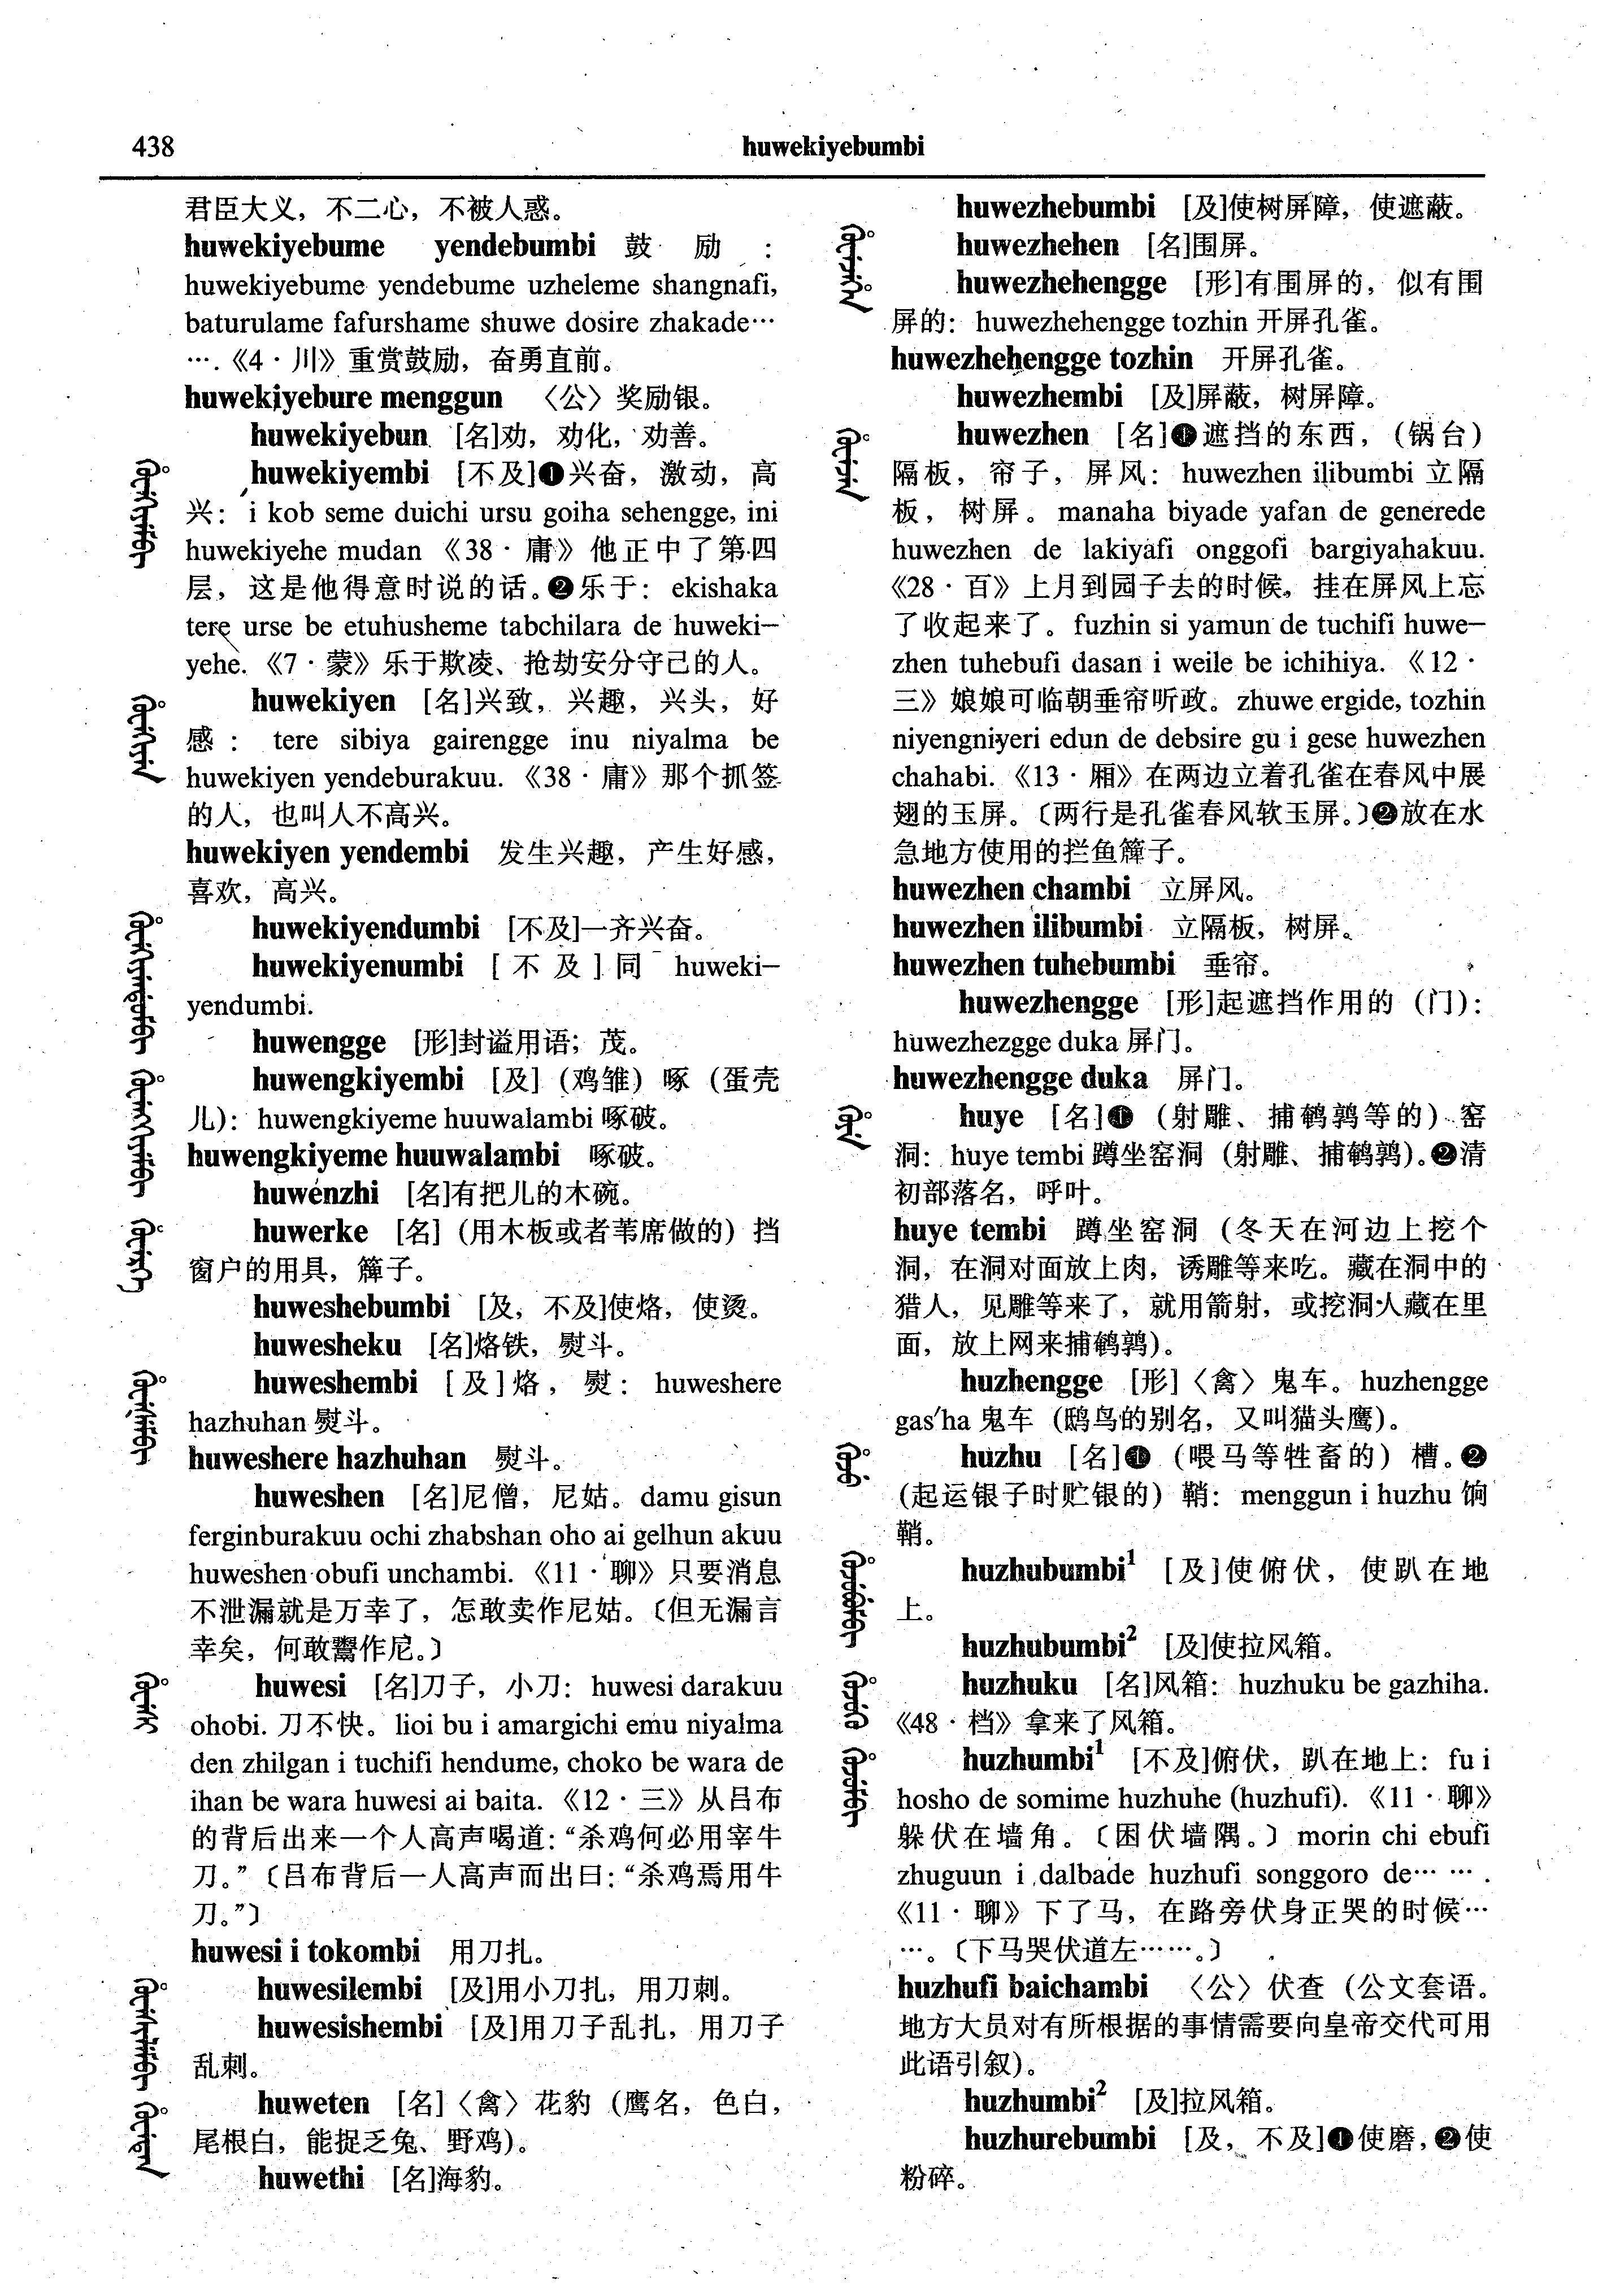 438
huwekiyebumbi
君臣大义，不二心，不被人惑。
huwekiyebume yendebumbi 鼓励：
huwekiyebume yendebume uzheleme shangnafi,
baturulame fafurshame shuwe dosire zhakade…
….《4·川》重赏鼓励，奋勇直前。
huwekiyebure menggun 〈公〉奖励银。
huwekiyebun [名]劝，劝化，劝善。
huwekiyembi [不及]❶兴奋，激动，高
兴：i kob seme duichi ursu goiha sehengge, ini
huwekiyehe mudan《38·庸》他正中了第四
层，这是他得意时说的话。❷乐于：ekishaka
tere urse be etuhusheme tabchilara de huweki–
yehe.《7·蒙》乐于欺凌、抢劫安分守己的人。
huwekiyen [名]兴致，兴趣，兴头，好
感：tere sibiya gairengge inu niyalma be
huwekiyen yendeburakuu.《38·庸》那个抓签
的人，也叫人不高兴。
huwekiyen yendembi 发生兴趣，产生好感，
喜欢，高兴。
huwekiyendumbi [不及]一齐兴奋。
huwekiyenumbi [不及]同 huweki–
yendumbi.
huwengge [形]封谥用语；茂。
huwengkiyembi [及]（鸡雏）啄（蛋壳
儿）：huwengkiyeme huuwalambi 啄破。
huwengkiyeme huuwalambi 啄破。
huwenzhi [名]有把儿的木碗。
huwerke [名]（用木板或者苇席做的）挡
窗户的用具，簰子。
huweshebumbi [及，不及]使烙，使烫。
huwesheku [名]烙铁，熨斗。
huweshembi [及]烙，熨：huweshere
hazhuhan 熨斗。
huweshere hazhuhan 熨斗。
huweshen [名]尼僧，尼姑。damu gisun
ferginburakuu ochi zhabshan oho ai gelhun akuu
huweshen obufi unchambi.《11·聊》只要消息
不泄漏就是万幸了，怎敢卖作尼姑。〔但无漏言
幸矣，何敢鬻作尼。〕
huwesi [名]刀子，小刀：huwesi darakuu
ohobi. 刀不快。lioi bu i amargichi emu niyalma
den zhilgan i tuchifi hendume, choko be wara de
ihan be wara huwesi ai baita.《12·三》从吕布
的背后出来一个人高声喝道：“杀鸡何必用宰牛
刀。”〔吕布背后一人高声而出曰：“杀鸡焉用牛
刀。”〕
huwesi i tokombi 用刀扎。
huwesilembi [及]用小刀扎，用刀刺。
huwesishembi [及]用刀子乱扎，用刀子
乱刺。
huweten [名]〈禽〉花豹（鹰名，色白，
尾根白，能捉乏兔、野鸡）。
huwethi [名]海豹。
huwezhebumbi [及]使树屏障，使遮蔽。
huwezhehen [名]围屏。
huwezhehengge [形]有围屏的，似有围
屏的：huwezhehengge tozhin 开屏孔雀。
huwezhehengge tozhin 开屏孔雀。
huwezhembi [及]屏蔽，树屏障。
huwezhen [名]❶遮挡的东西，（锅台）
隔板，帘子，屏风：huwezhen ilibumbi 立隔
板，树屏。manaha biyade yafan de generede
huwezhen de lakiyafi onggofi bargiyahakuu.
《28·百》上月到园子去的时候，挂在屏风上忘
了收起来了。fuzhin si yamun de tuchifi huwe–
zhen tuhebufi dasan i weile be ichihiya.《12·
三》娘娘可临朝垂帘听政。zhuwe ergide, tozhin
niyengniyeri edun de debsire gu i gese huwezhen
chahabi.《13·厢》在两边立着孔雀在春风中展
翅的玉屏。〔两行是孔雀春风软玉屏。〕❷放在水
急地方使用的拦鱼簰子。
huwezhen chambi 立屏风。
huwezhen ilibumbi 立隔板，树屏。
huwezhen tuhebumbi 垂帘。
huwezhengge [形]起遮挡作用的（门）：
huwezhezgge duka 屏门。
huwezhengge duka 屏门。
huye [名]❶（射雕、捕鹌鹑等的）窑
洞：huye tembi 蹲坐窑洞（射雕、捕鹌鹑）。❷清
初部落名，呼叶。
huye tembi 蹲坐窑洞（冬天在河边上挖个
洞，在洞对面放上肉，诱雕等来吃。藏在洞中的
猎人，见雕等来了，就用箭射，或挖洞人藏在里
面，放上网来捕鹌鹑）。
huzhengge [形]〈禽〉鬼车。huzhengge
gas'ha 鬼车（鸱鸟的别名，又叫猫头鹰）。
huzhu [名]❶（喂马等牲畜的）槽。❷
（起运银子时贮银的）鞘：menggun i huzhu 饷
鞘。
huzhubumbi¹ [及]使俯伏，使趴在地
上。
huzhubumbi² [及]使拉风箱。
huzhuku [名]风箱：huzhuku be gazhiha.
《48·档》拿来了风箱。
huzhumbi¹ [不及]俯伏，趴在地上：fu i
hosho de somime huzhuhe (huzhufi).《11·聊》
躲伏在墙角。〔困伏墙隅。〕morin chi ebufi
zhuguun i dalbade huzhufi songgoro de… ….
《11·聊》下了马，在路旁伏身正哭的时候…
…。〔下马哭伏道左……。〕
huzhufi baichambi 〈公〉伏查（公文套语。
地方大员对有所根据的事情需要向皇帝交代可用
此语引叙）。
huzhumbi² [及]拉风箱。
huzhurebumbi [及，不及]❶使磨，❷使
粉碎。